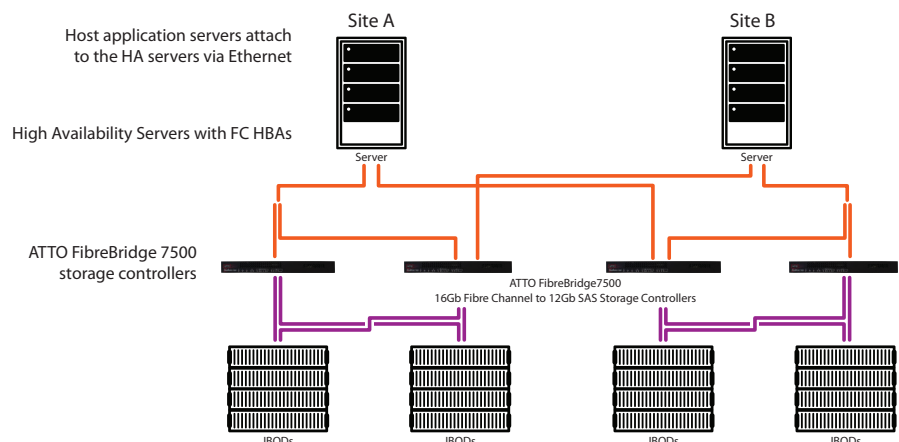 Site A
Site B
Host application servers attach
to the HA servers via Ethernet
High Availability Servers with FC HBAs
Server
Server
ATTO FibreBridge 7500
storage controllers
ATTO FibreBridge7500
16Gb Fibre Channel to 12Gb SAS Storage Controllers
JBODs
JBODs
JBODs
JBODs